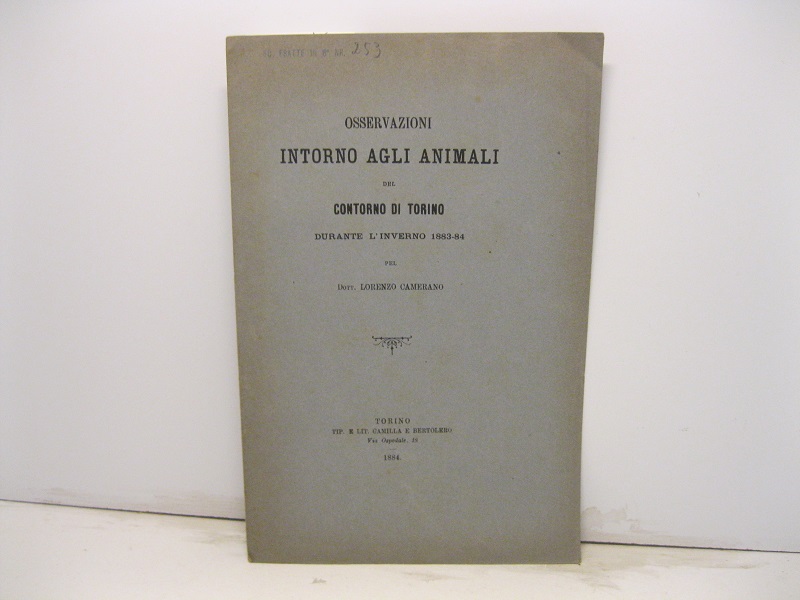 253
OSSERVAZIONI
INTORNO AGLI ANIMALI
DEL
CONTORNO DI TORINO
DURANTE L'INVERNO 1883-84
PEL
DOTT. LORENZO CAMERANO
TORINO
TIP. E LIT. CAMILLA E BERTOLERO
Via Ospedale, 18
1884.